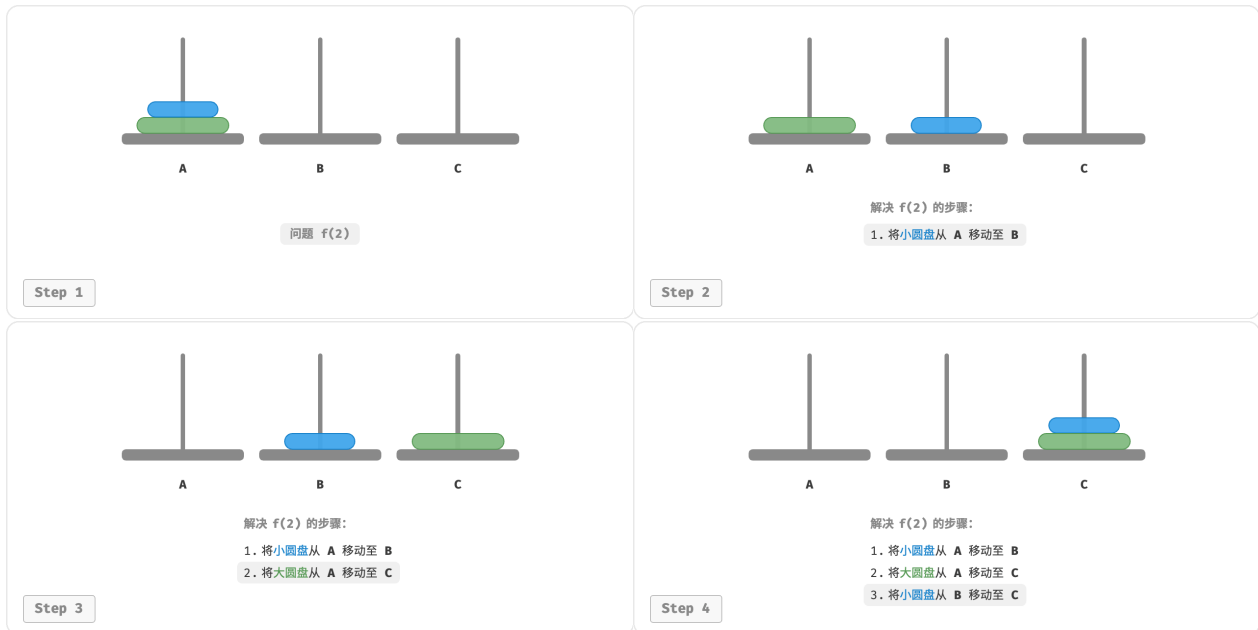 A B C
问题 f(2)
Step 1
A B C
解决 f(2) 的步骤：
1. 将小圆盘从 A 移动至 B
Step 2
A B C
解决 f(2) 的步骤：
1. 将小圆盘从 A 移动至 B
2. 将大圆盘从 A 移动至 C
Step 3
A B C
解决 f(2) 的步骤：
1. 将小圆盘从 A 移动至 B
2. 将大圆盘从 A 移动至 C
3. 将小圆盘从 B 移动至 C
Step 4